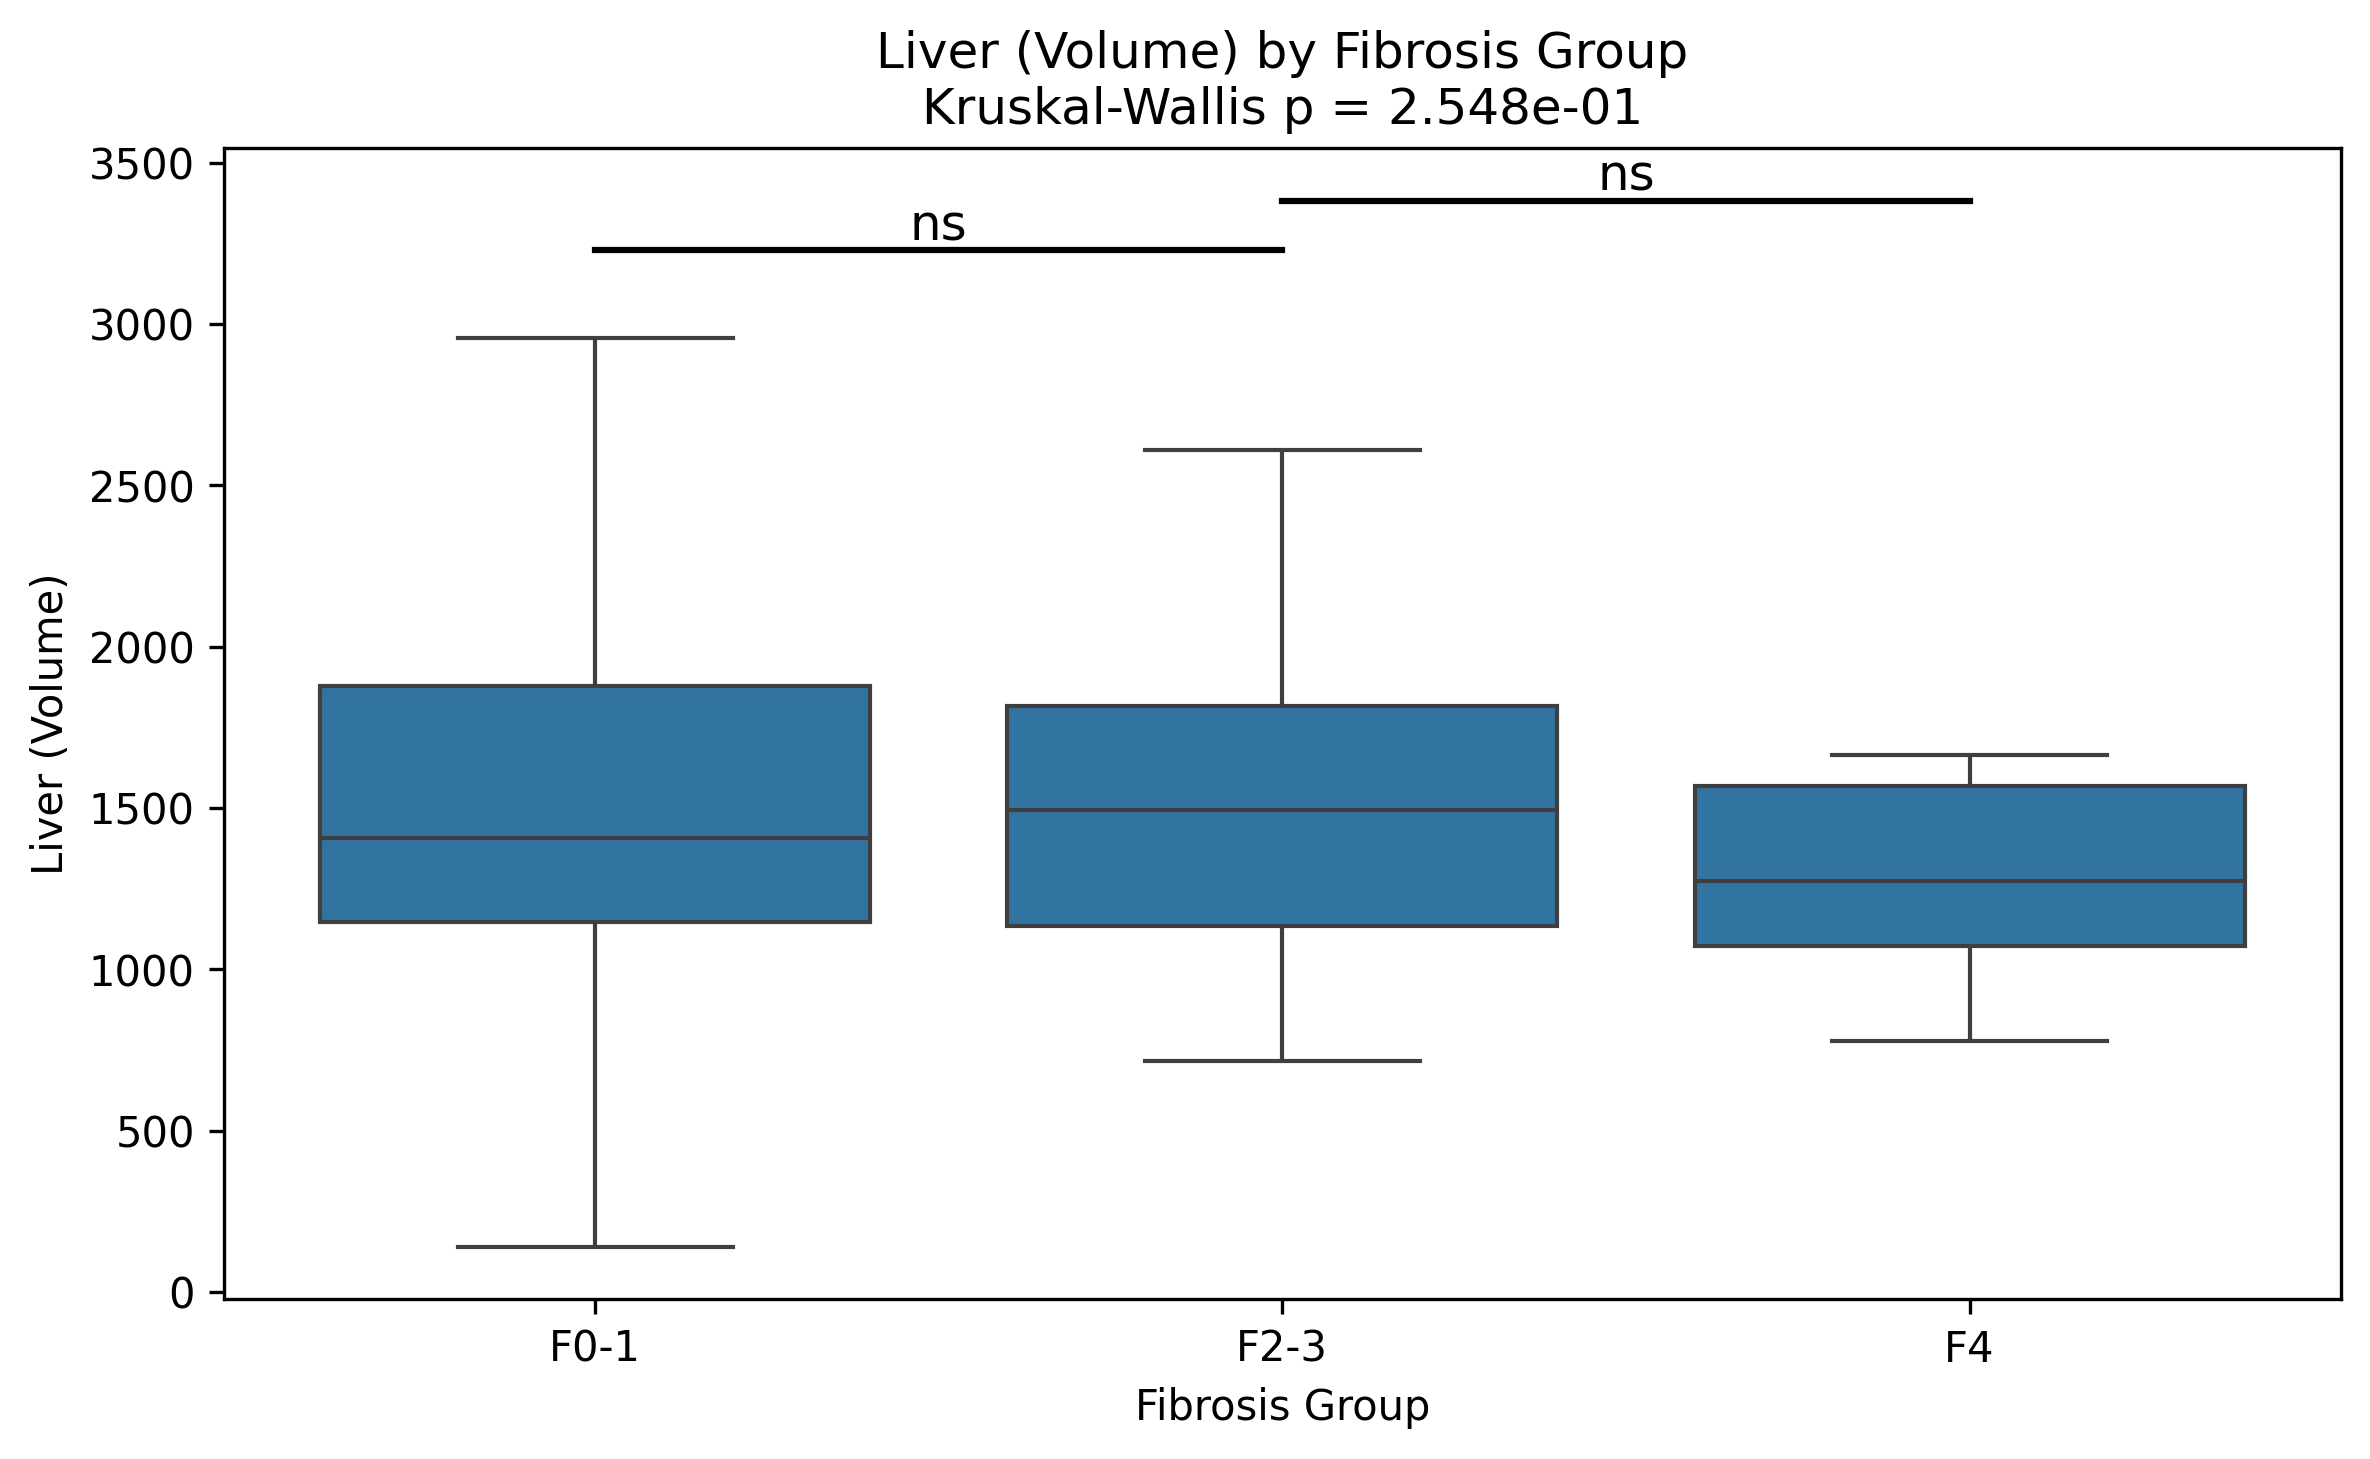 Liver (Volume) by Fibrosis Group
Kruskal-Wallis p = 2.548e-01
3500
3000
2500
2000
1500
1000
500
0
Liver (Volume)
ns
ns
F0-1
F2-3
F4
Fibrosis Group